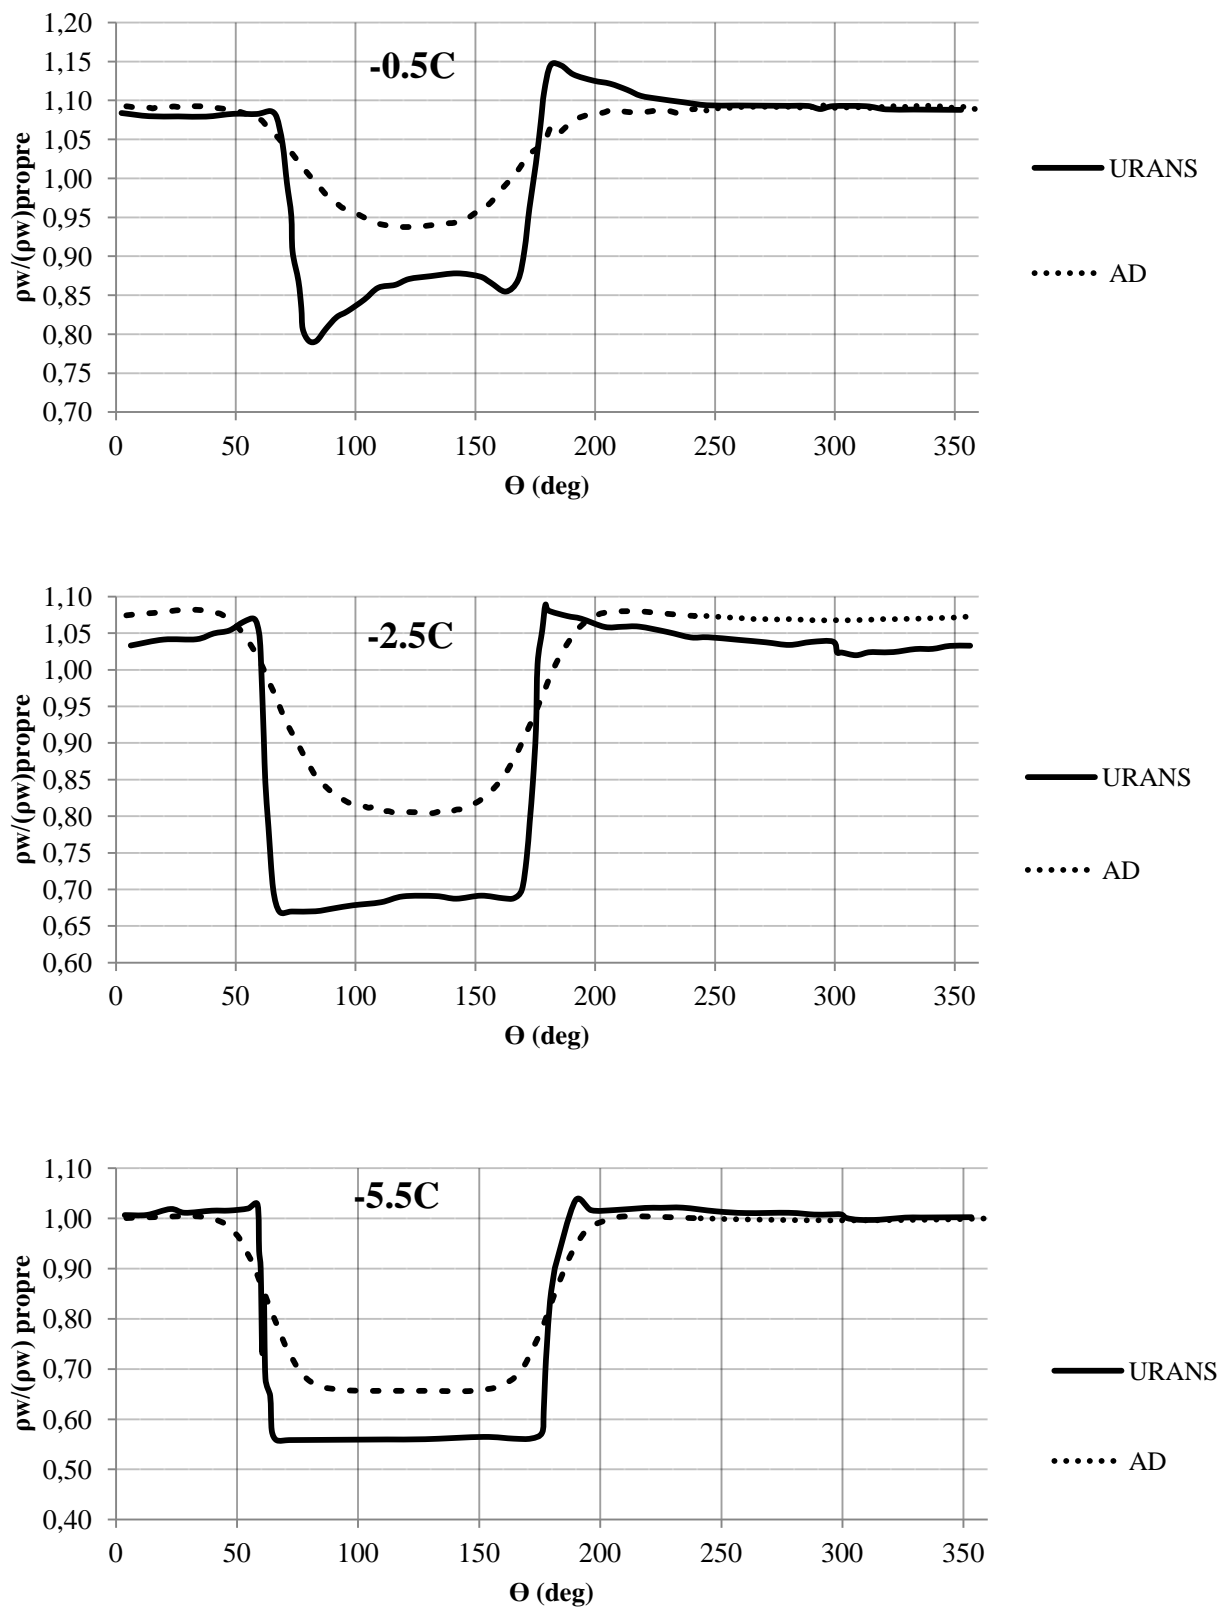 -0.5C
ρw/(ρw)propre
1,20
1,15
1,10
1,05
1,00
0,95
0,90
0,85
0,80
0,75
0,70
0 50 100 150 200 250 300 350
Ө (deg)
URANS
AD
-2.5C
ρw/(ρw)propre
1,10
1,05
1,00
0,95
0,90
0,85
0,80
0,75
0,70
0,65
0,60
0 50 100 150 200 250 300 350
Ө (deg)
URANS
AD
-5.5C
ρw/(ρw) propre
1,10
1,00
0,90
0,80
0,70
0,60
0,50
0,40
0 50 100 150 200 250 300 350
Ө (deg)
URANS
AD